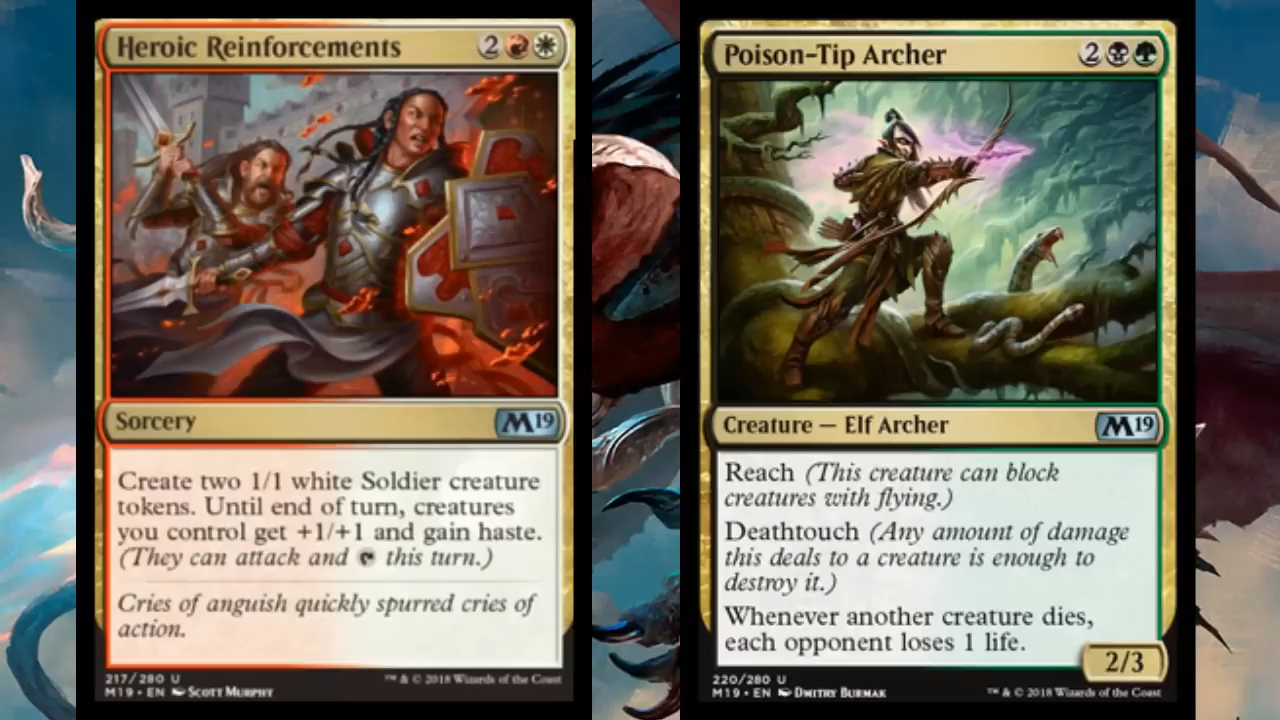 Heroic Reinforcements 2
Sorcery M19
Create two 1/1 white Soldier creature
tokens. Until end of turn, creatures
you control get +1/+1 and gain haste.
(They can attack and this turn.)
Cries of anguish quickly spurred cries of
action.
217/280 U
M19 • EN Scott Murphy
™ & © 2018 Wizards of the Coast
Poison-Tip Archer 2
Creature — Elf Archer M19
Reach (This creature can block
creatures with flying.)
Deathtouch (Any amount of damage
this deals to a creature is enough to
destroy it.)
Whenever another creature dies,
each opponent loses 1 life.
2/3
220/280 U
M19 • EN Dmitry Burmak
™ & © 2018 Wizards of the Coast